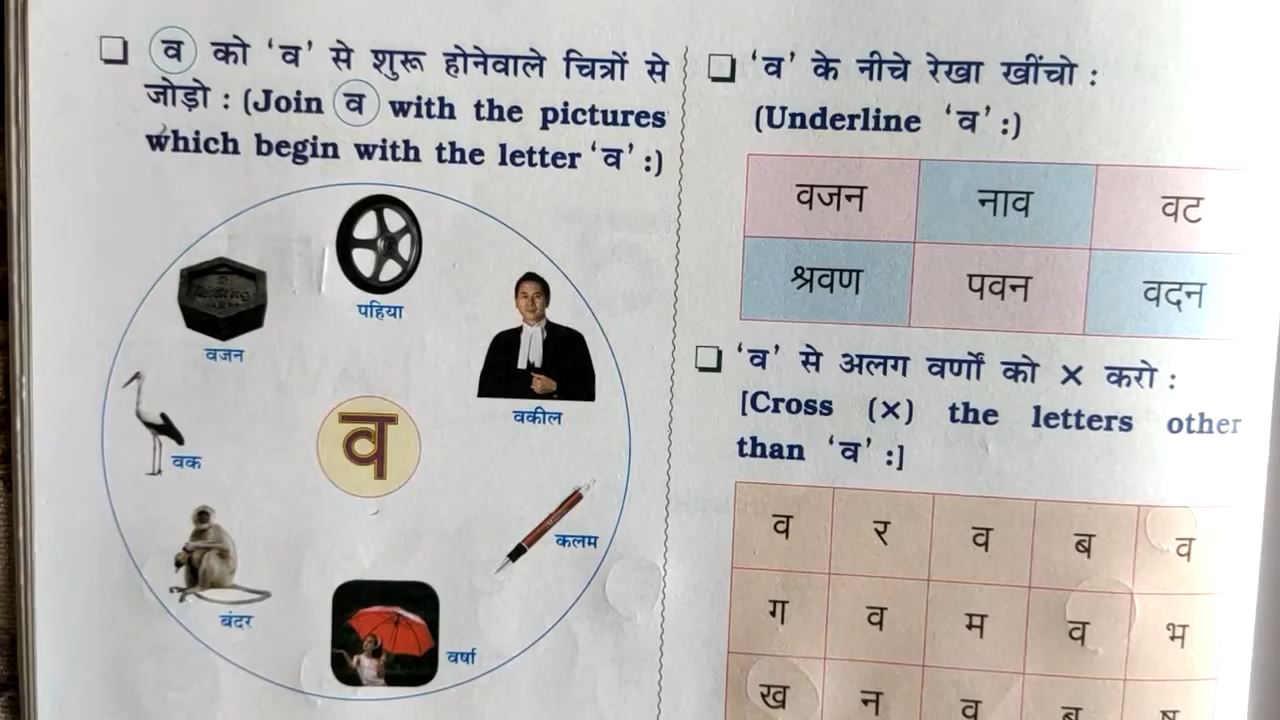 ❑ व को ‘व’ से शुरू होनेवाले चित्रों से
जोड़ो : (Join व with the pictures
which begin with the letter ‘व’ :)
पहिया
वजन
वकील
व
वक
कलम
बंदर
वर्षा
❑ ‘व’ के नीचे रेखा खींचो :
(Underline ‘व’ :)
वजन नाव वट
श्रवण पवन वदन
❑ ‘व’ से अलग वर्णों को × करो :
[Cross (×) the letters other
than ‘व’ :]
व र व ब व
ग व म व भ
ख न व ब